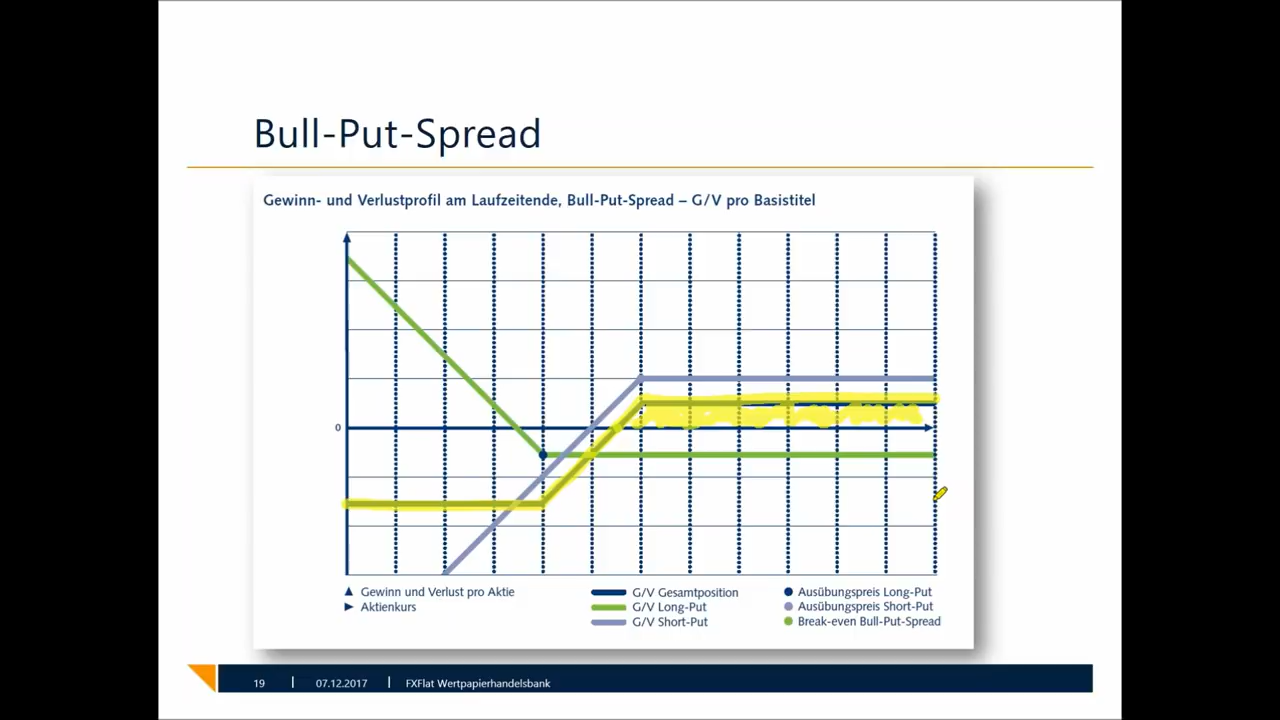 Bull-Put-Spread
Gewinn- und Verlustprofil am Laufzeitende, Bull-Put-Spread – G/V pro Basistitel
0
▲ Gewinn und Verlust pro Aktie
► Aktienkurs
G/V Gesamtposition
G/V Long-Put
G/V Short-Put
Ausübungspreis Long-Put
Ausübungspreis Short-Put
Break-even Bull-Put-Spread
19 | 07.12.2017 | FXFlat Wertpapierhandelsbank